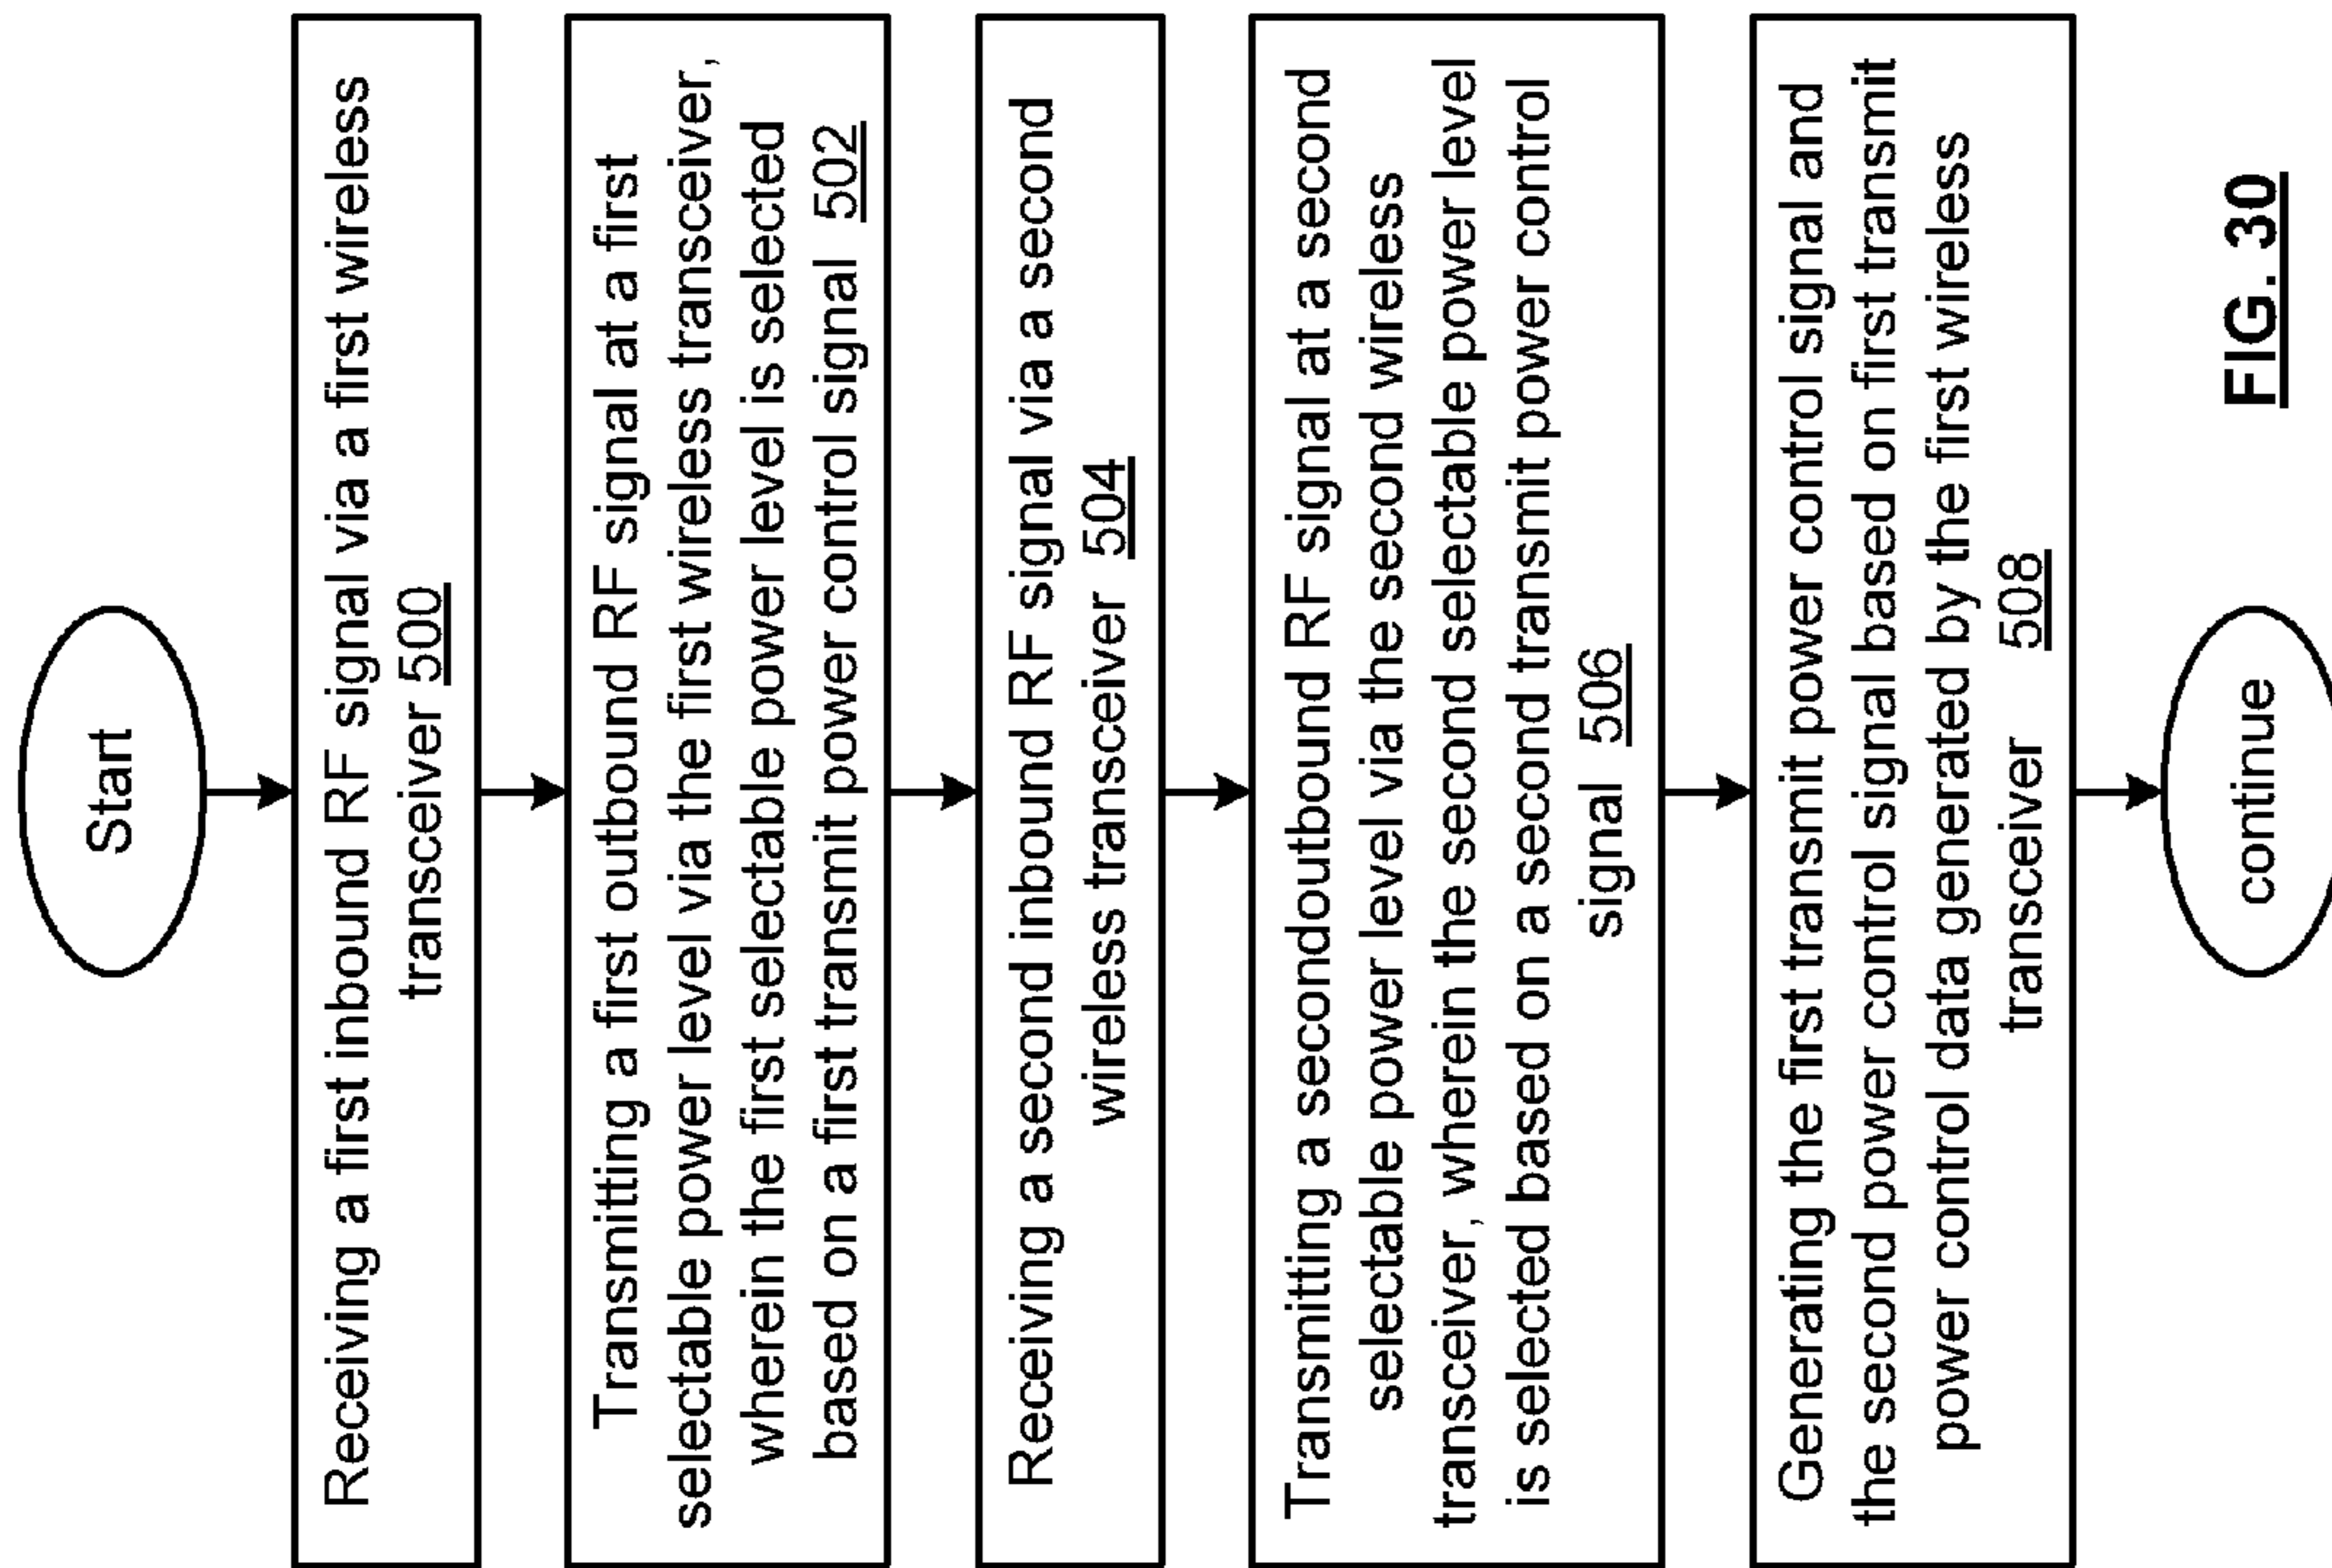 Start
Receiving a first inbound RF signal via a first wireless
transceiver 500
Transmitting a first outbound RF signal at a first
selectable power level via the first wireless transceiver,
wherein the first selectable power level is selected
based on a first transmit power control signal 502
Receiving a second inbound RF signal via a second
wireless transceiver 504
Transmitting a secondoutbound RF signal at a second
selectable power level via the second wireless
transceiver, wherein the second selectable power level
is selected based on a second transmit power control
signal 506
Generating the first transmit power control signal and
the second power control signal based on first transmit
power control data generated by the first wireless
transceiver 508
continue
FIG. 30